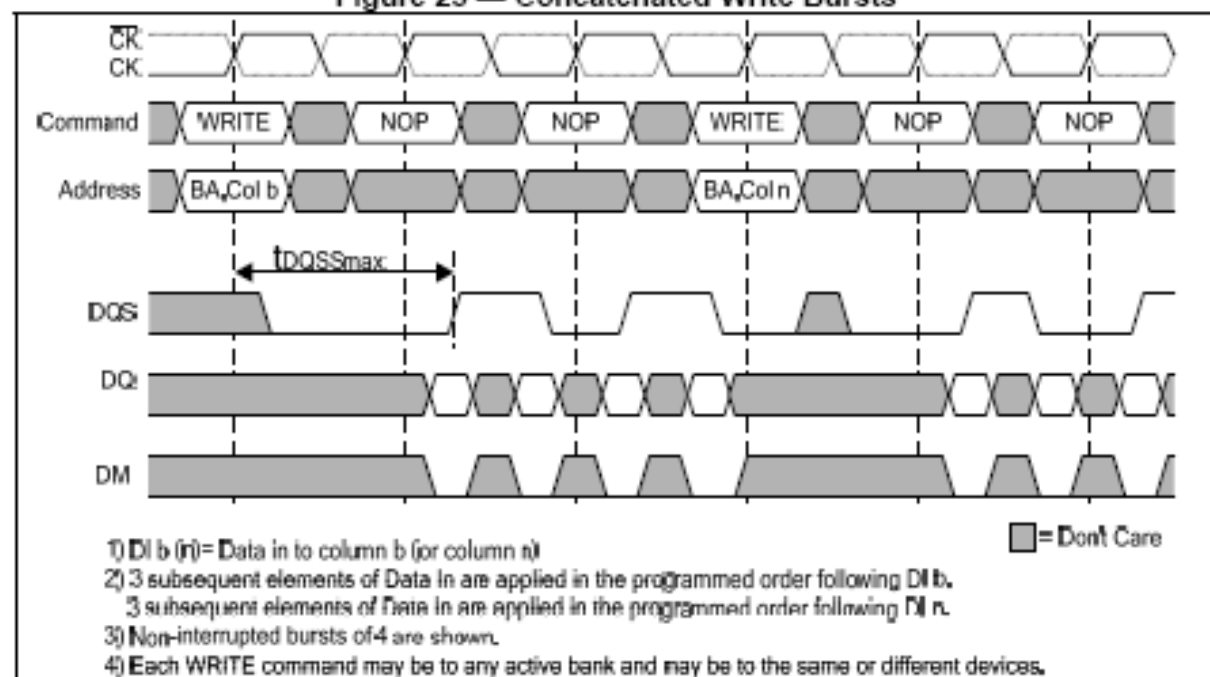 Figure 25 — Concatenated Write Bursts
CK
CK
Command WRITE NOP NOP WRITE NOP NOP
Address BA,Col b BA,Col n
tDQSSmax
DQS
DQ
DM
= Don't Care
1) DI b (n)= Data in to column b (or column n)
2) 3 subsequent elements of Data In are applied in the programmed order following DI b.
3 subsequent elements of Data In are applied in the programmed order following DI n.
3) Non-interrupted bursts of 4 are shown.
4) Each WRITE command may be to any active bank and may be to the same or different devices.